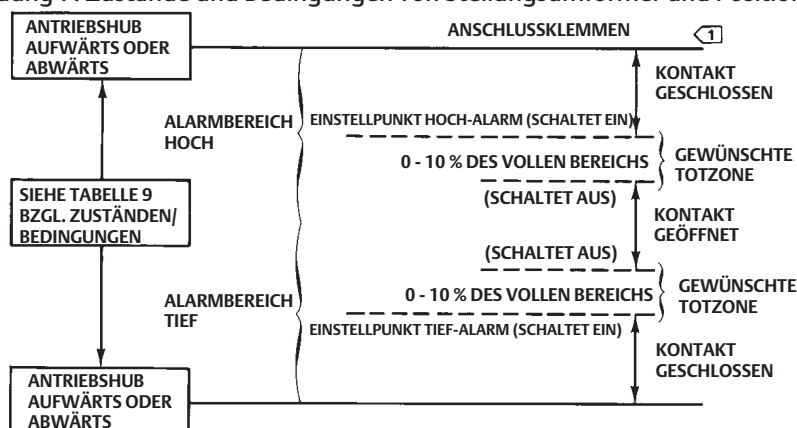 ANTRIEBSHUB
AUFWÄRTS ODER
ABWÄRTS
ANSCHLUSSKLEMMEN
1
KONTAKT
GESCHLOSSEN
ALARMBEREICH
HOCH
EINSTELLPUNKT HOCH-ALARM (SCHALTET EIN)
0 - 10 % DES VOLLEN BEREICHS
GEWÜNSCHTE
TOTZONE
(SCHALTET AUS)
SIEHE TABELLE 9
BZGL. ZUSTÄNDEN/
BEDINGUNGEN
KONTAKT
GEÖFFNET
(SCHALTET AUS)
ALARMBEREICH
TIEF
0 - 10 % DES VOLLEN BEREICHS
GEWÜNSCHTE
TOTZONE
EINSTELLPUNKT TIEF-ALARM (SCHALTET EIN)
KONTAKT
GESCHLOSSEN
ANTRIEBSHUB
AUFWÄRTS ODER
ABWÄRTS